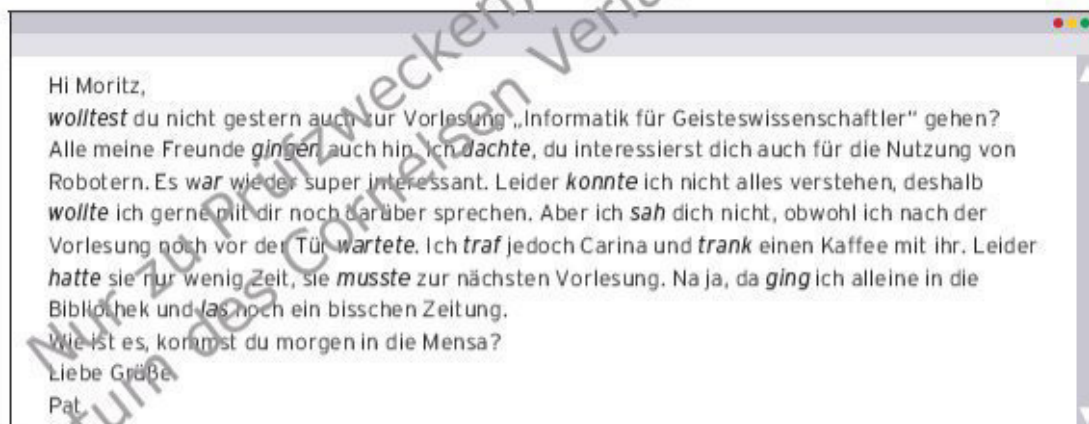 Hi Moritz,
wolltest du nicht gestern auch zur Vorlesung „Informatik für Geisteswissenschaftler" gehen?
Alle meine Freunde gingen auch hin. Ich dachte, du interessierst dich auch für die Nutzung von
Robotern. Es war wieder super interessant. Leider konnte ich nicht alles verstehen, deshalb
wollte ich gerne mit dir noch darüber sprechen. Aber ich sah dich nicht, obwohl ich nach der
Vorlesung noch vor der Tür wartete. Ich traf jedoch Carina und trank einen Kaffee mit ihr. Leider
hatte sie nur wenig Zeit, sie musste zur nächsten Vorlesung. Na ja, da ging ich alleine in die
Bibliothek und las noch ein bisschen Zeitung.
Wie ist es, kommst du morgen in die Mensa?
Liebe Grüße
Pat
Nur zu Prüfzwecken
des Cornelsen